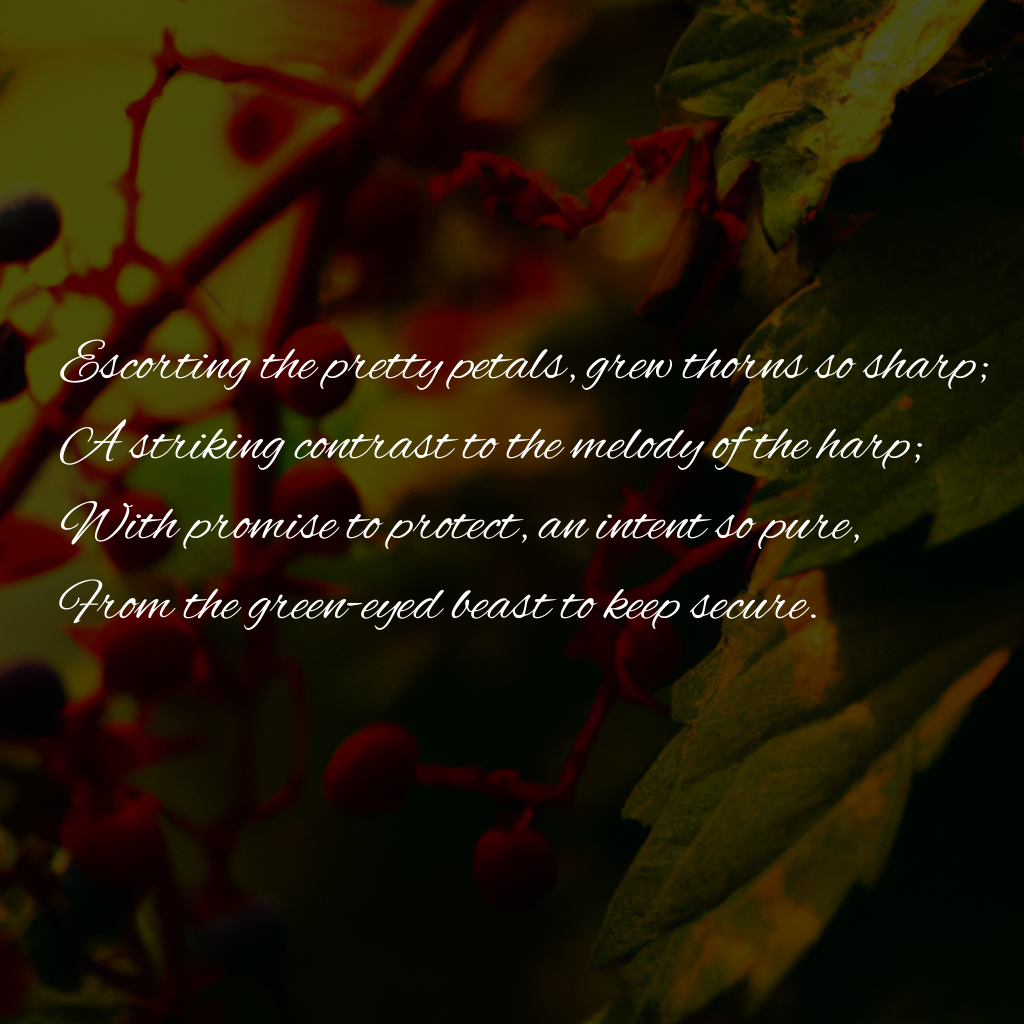 Escorting the pretty petals, grew thorns so sharp;
A striking contrast to the melody of the harp;
With promise to protect, an intent so pure,
From the green-eyed beast to keep secure.